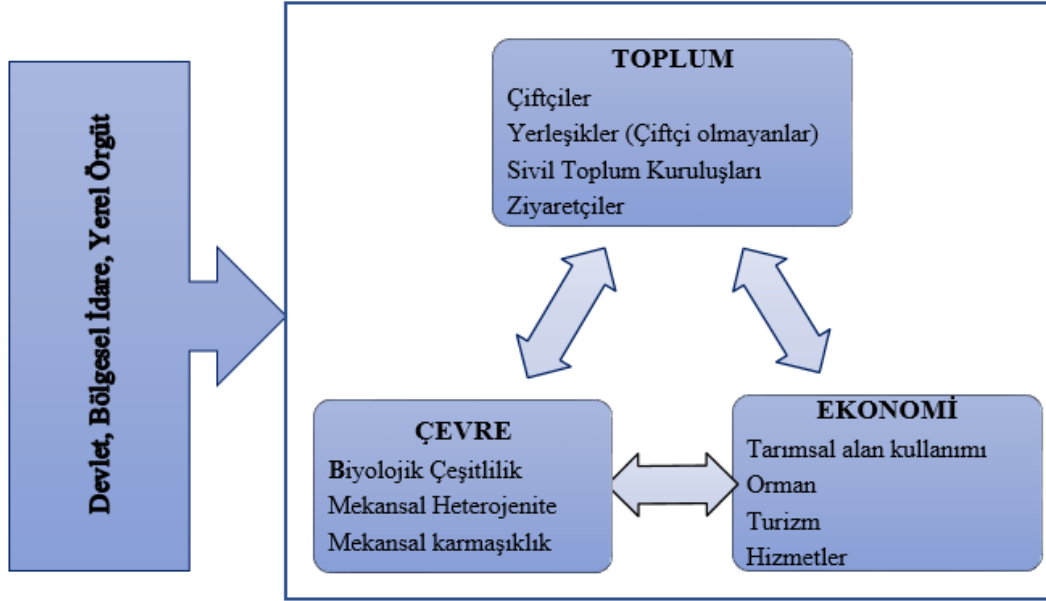 Devlet, Bölgesel İdare, Yerel Örgüt
TOPLUM
Çiftçiler
Yerleşikler (Çiftçi olmayanlar)
Sivil Toplum Kuruluşları
Ziyaretçiler
ÇEVRE
Biyolojik Çeşitlilik
Mekansal Heterojenite
Mekansal karmaşıklık
EKONOMİ
Tarımsal alan kullanımı
Orman
Turizm
Hizmetler